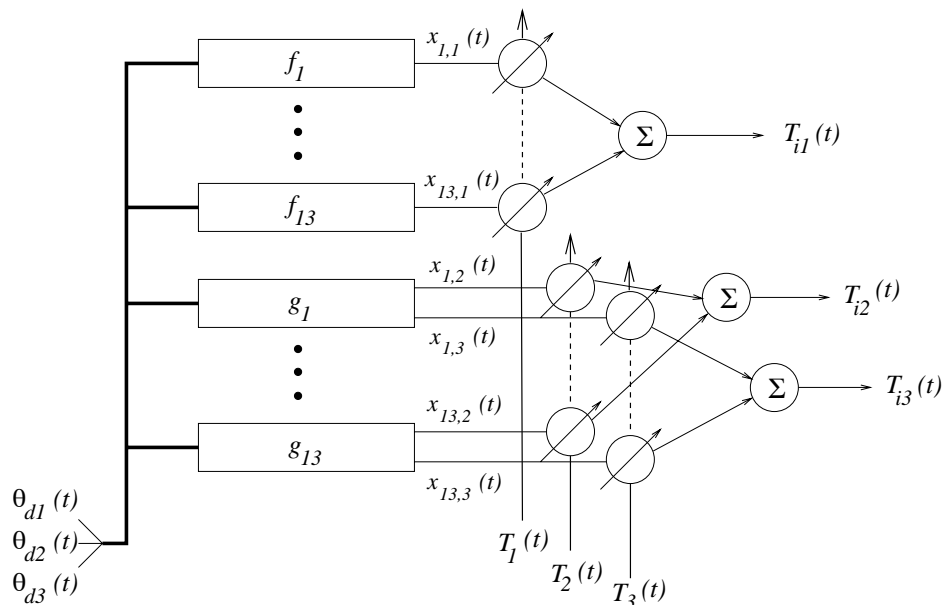 f1
x1,1 (t)
Σ
Ti1(t)
f13
x13,1(t)
g1
x1,2(t)
x1,3(t)
Σ
Ti2(t)
Σ
Ti3(t)
g13
x13,2(t)
x13,3(t)
θd1 (t)
θd2 (t)
θd3 (t)
T1(t)
T2(t)
T3(t)